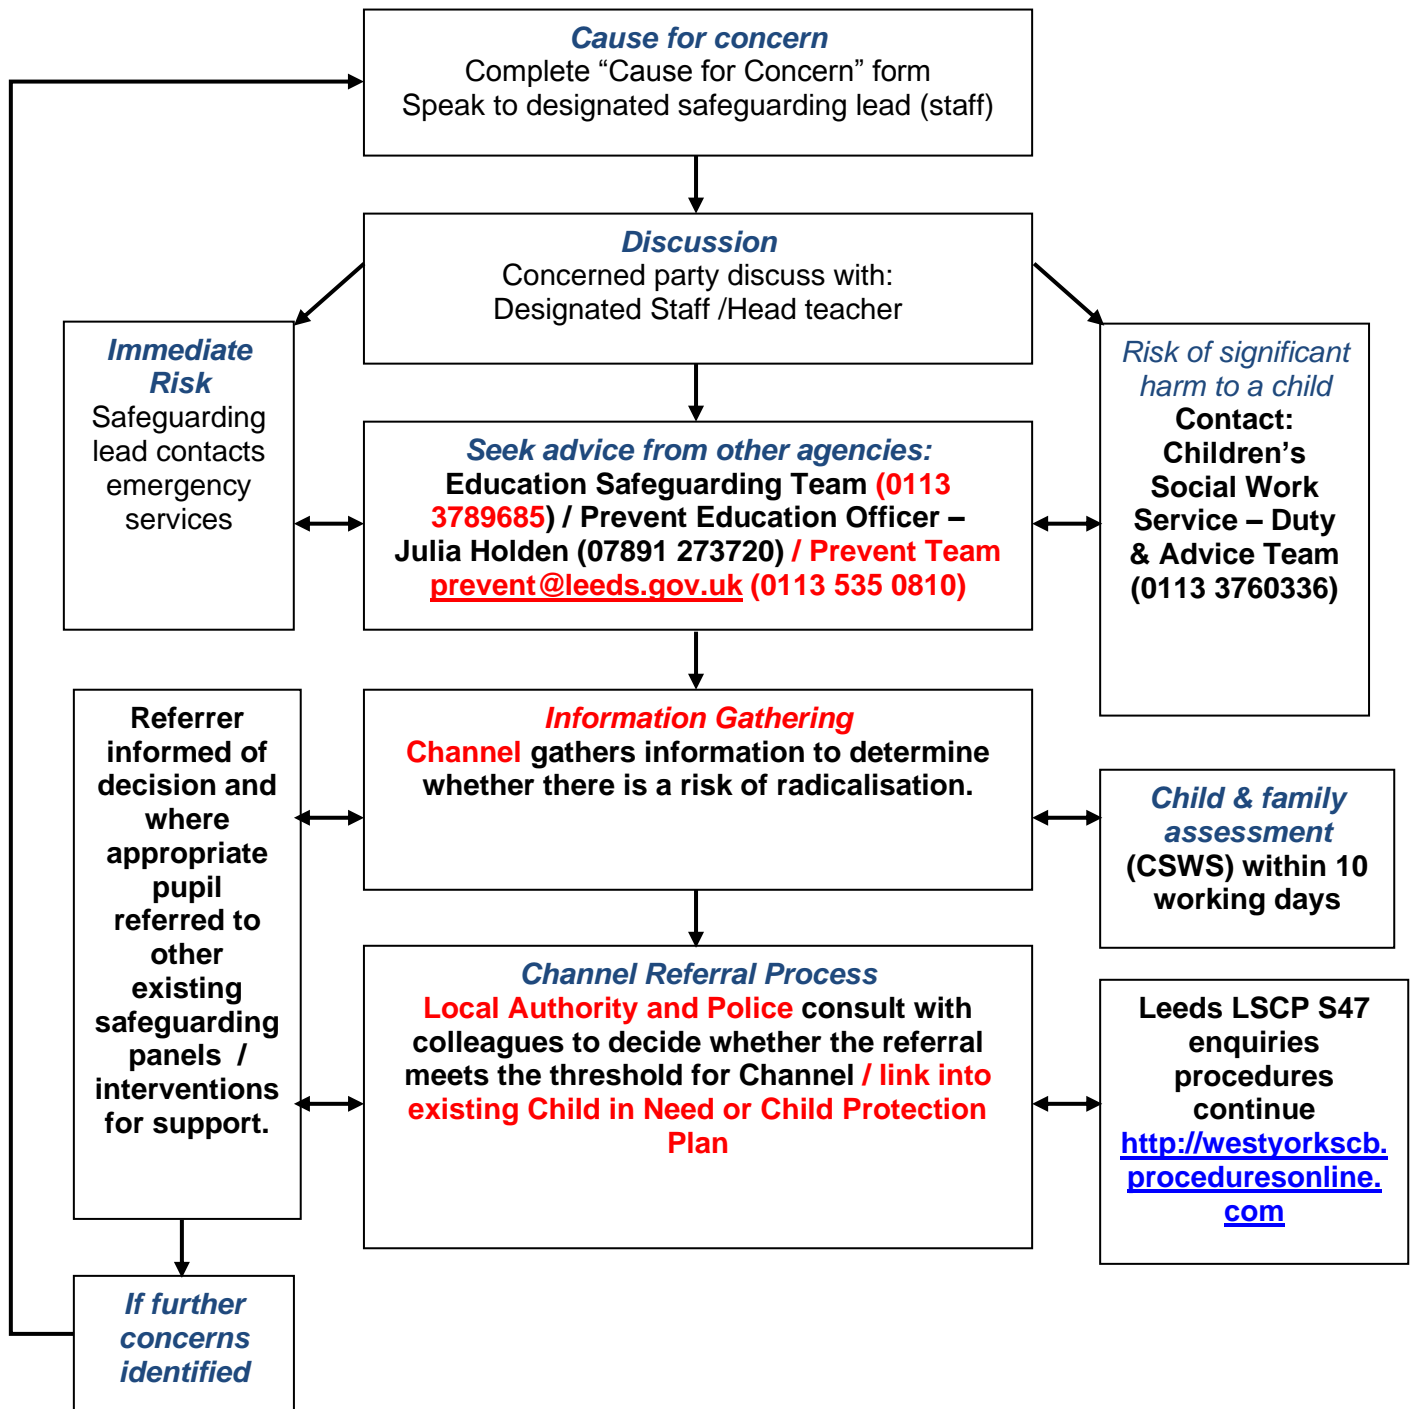 Cause for concern
Complete “Cause for Concern” form
Speak to designated safeguarding lead (staff)
Discussion
Concerned party discuss with:
Designated Staff /Head teacher
Immediate
Risk
Safeguarding
lead contacts
emergency
services
Seek advice from other agencies:
Education Safeguarding Team (0113
3789685) / Prevent Education Officer –
Julia Holden (07891 273720) / Prevent Team
prevent@leeds.gov.uk (0113 535 0810)
Risk of significant
harm to a child
Contact:
Children’s
Social Work
Service – Duty
& Advice Team
(0113 3760336)
Referrer
informed of
decision and
where
appropriate
pupil
referred to
other
existing
safeguarding
panels /
interventions
for support.
Information Gathering
Channel gathers information to determine
whether there is a risk of radicalisation.
Child & family
assessment
(CSWS) within 10
working days
Channel Referral Process
Local Authority and Police consult with
colleagues to decide whether the referral
meets the threshold for Channel / link into
existing Child in Need or Child Protection
Plan
Leeds LSCP S47
enquiries
procedures
continue
http://westyorkscb.
proceduresonline.
com
If further
concerns
identified